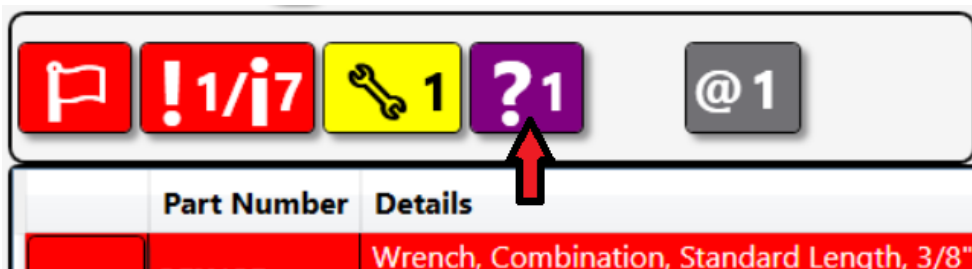 !1/i7 1 ?1 @1
Part Number Details
Wrench, Combination, Standard Length, 3/8"